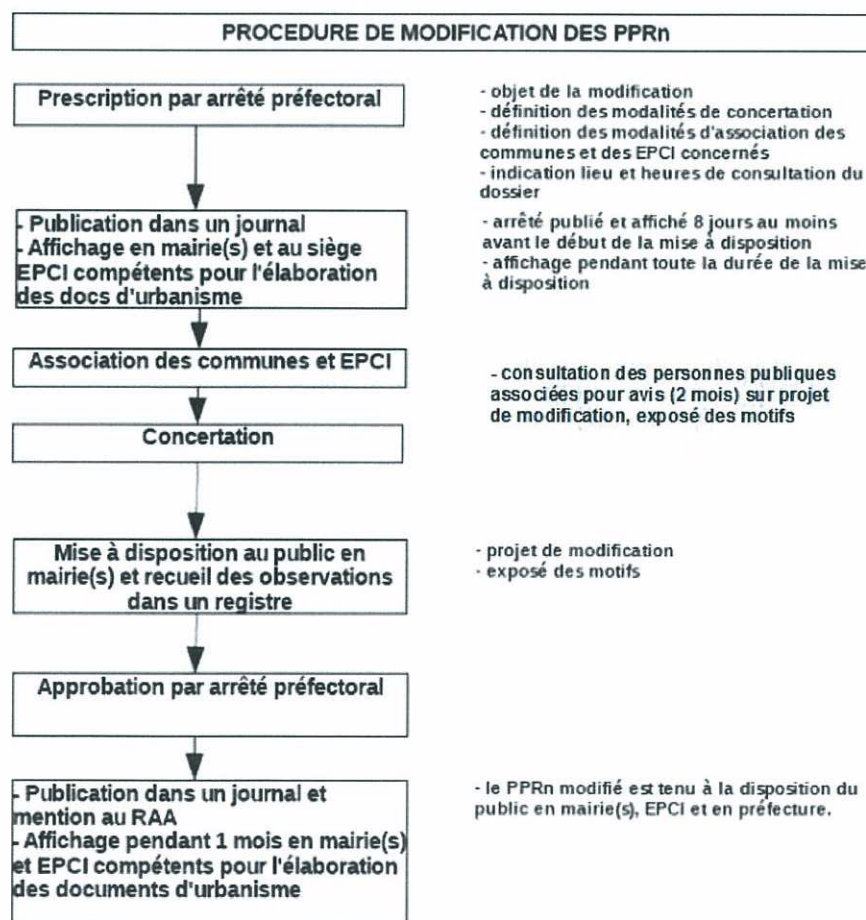 PROCEDURE DE MODIFICATION DES PPRn
Prescription par arrêté préfectoral
- objet de la modification
- définition des modalités de concertation
- définition des modalités d'association des
communes et des EPCI concernés
- indication lieu et heures de consultation du
dossier
- Publication dans un journal
- Affichage en mairie(s) et au siège
EPCI compétents pour l'élaboration
des docs d'urbanisme
- arrêté publié et affiché 8 jours au moins
avant le début de la mise à disposition
- affichage pendant toute la durée de la mise
à disposition
Association des communes et EPCI
- consultation des personnes publiques
associées pour avis (2 mois) sur projet
de modification, exposé des motifs
Concertation
Mise à disposition au public en
mairie(s) et recueil des observations
dans un registre
- projet de modification
- exposé des motifs
Approbation par arrêté préfectoral
- Publication dans un journal et
mention au RAA
- Affichage pendant 1 mois en mairie(s)
et EPCI compétents pour l'élaboration
des documents d'urbanisme
- le PPRn modifié est tenu à la disposition du
public en mairie(s), EPCI et en préfecture.